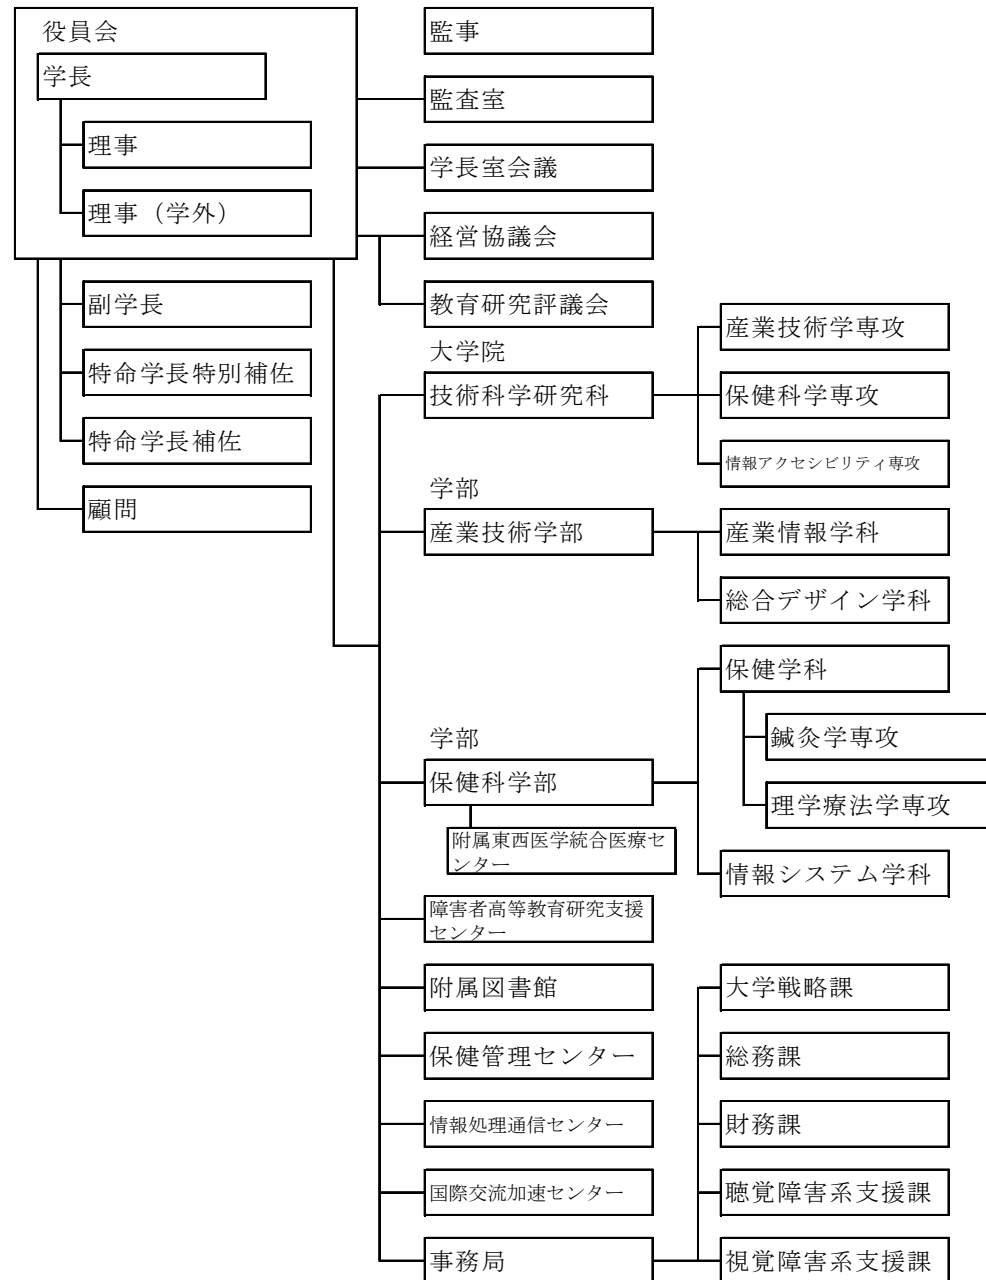 役員会
学長
理事
理事（学外）
副学長
特命学長特別補佐
特命学長補佐
顧問
監事
監査室
学長室会議
経営協議会
教育研究評議会
大学院
技術科学研究科
産業技術学専攻
保健科学専攻
情報アクセシビリティ専攻
学部
産業技術学部
産業情報学科
総合デザイン学科
学部
保健科学部
附属東西医学統合医療セ
ンター
保健学科
鍼灸学専攻
理学療法学専攻
情報システム学科
障害者高等教育研究支援
センター
附属図書館
保健管理センター
情報処理通信センター
国際交流加速センター
事務局
大学戦略課
総務課
財務課
聴覚障害系支援課
視覚障害系支援課